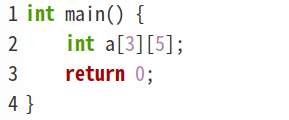 1 int main() {
2     int a[3][5];
3     return 0;
4 }